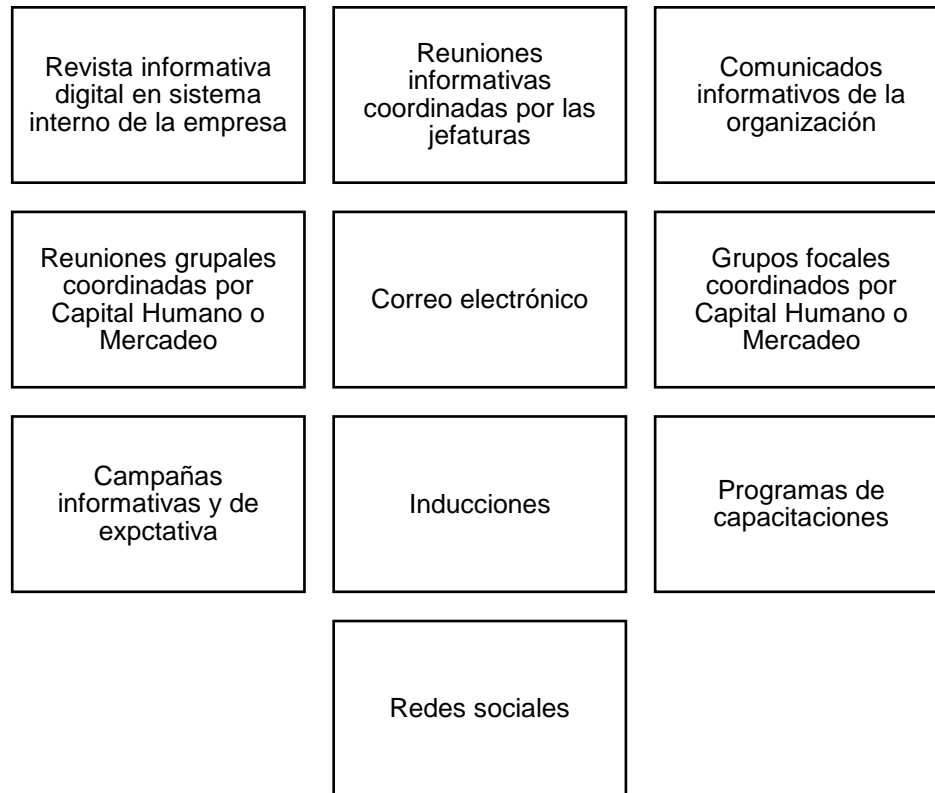 Revista informativa
digital en sistema
interno de la empresa
Reuniones
informativas
coordinadas por las
jefaturas
Comunicados
informativos de la
organización
Reuniones grupales
coordinadas por
Capital Humano o
Mercadeo
Correo electrónico
Grupos focales
coordinados por
Capital Humano o
Mercadeo
Campañas
informativas y de
expctativa
Inducciones
Programas de
capacitaciones
Redes sociales